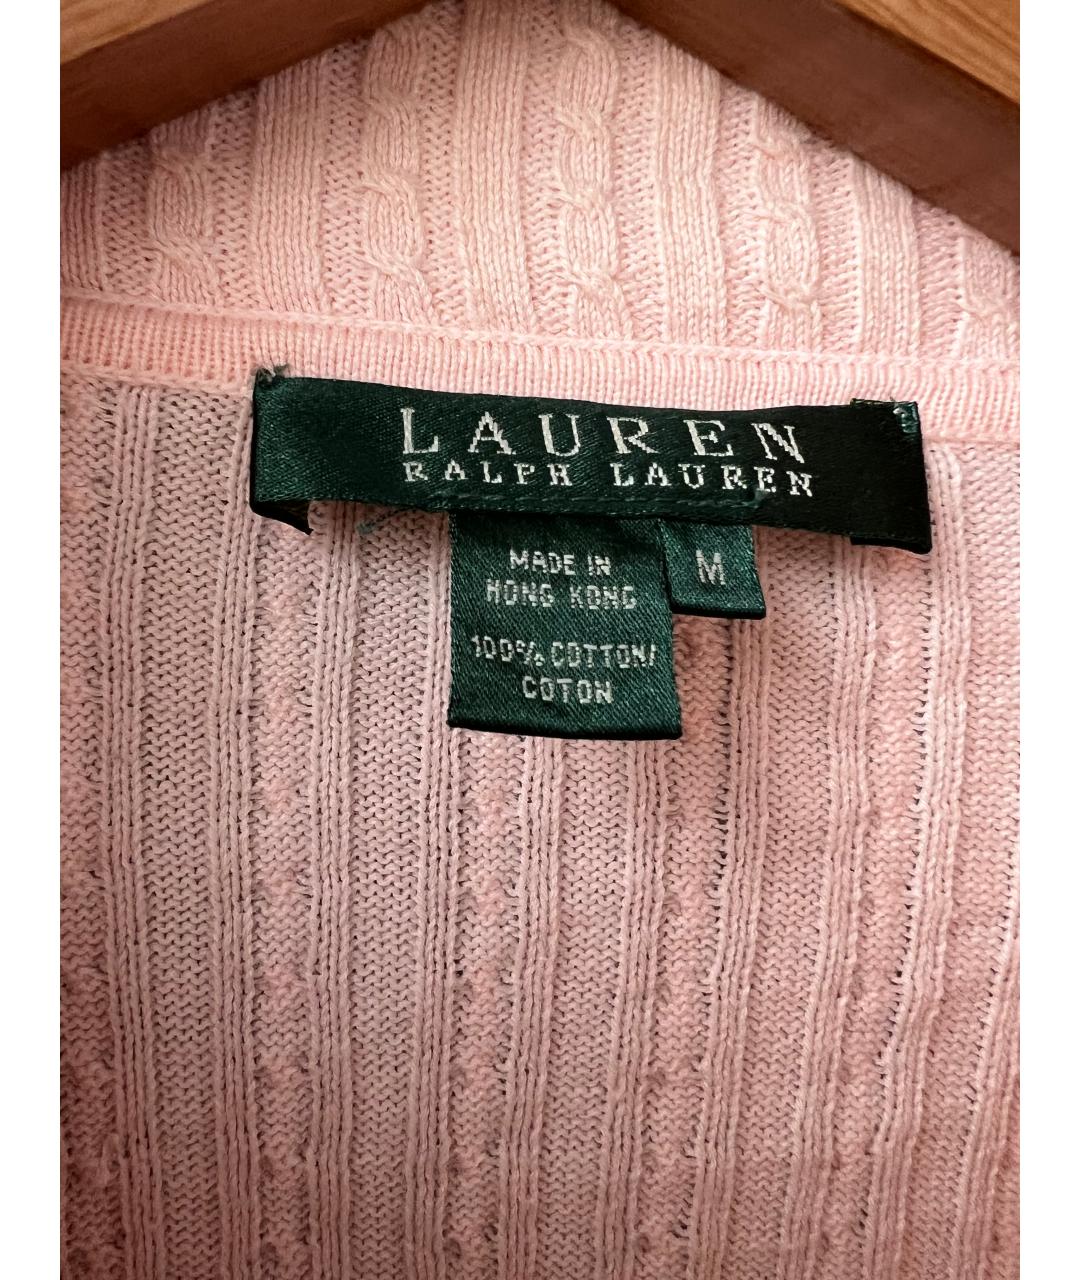 LAUREN
RALPH LAUREN
MADE IN
HONG KONG
M
100% COTTON/
COTON